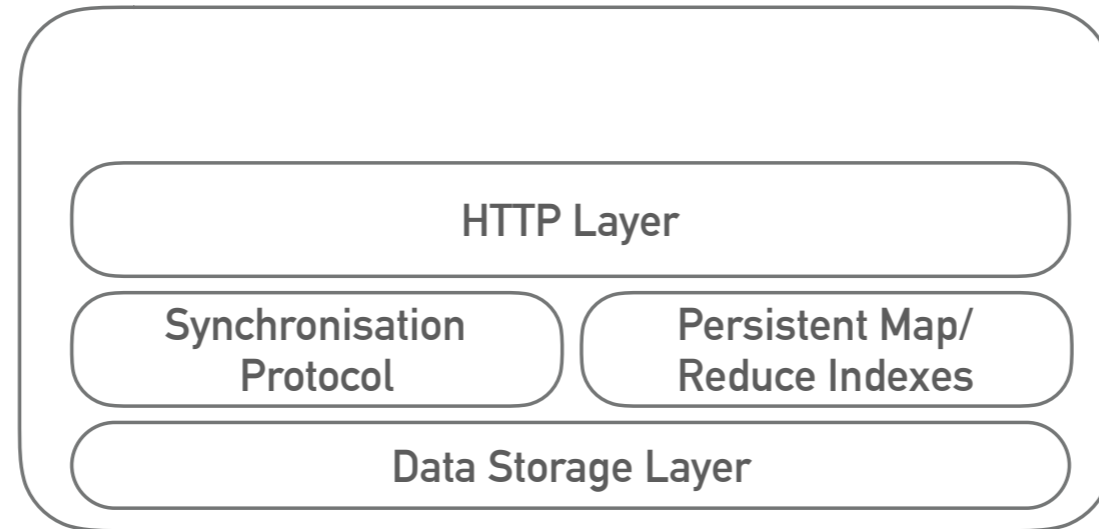 HTTP Layer
Synchronisation
Protocol
Persistent Map/
Reduce Indexes
Data Storage Layer